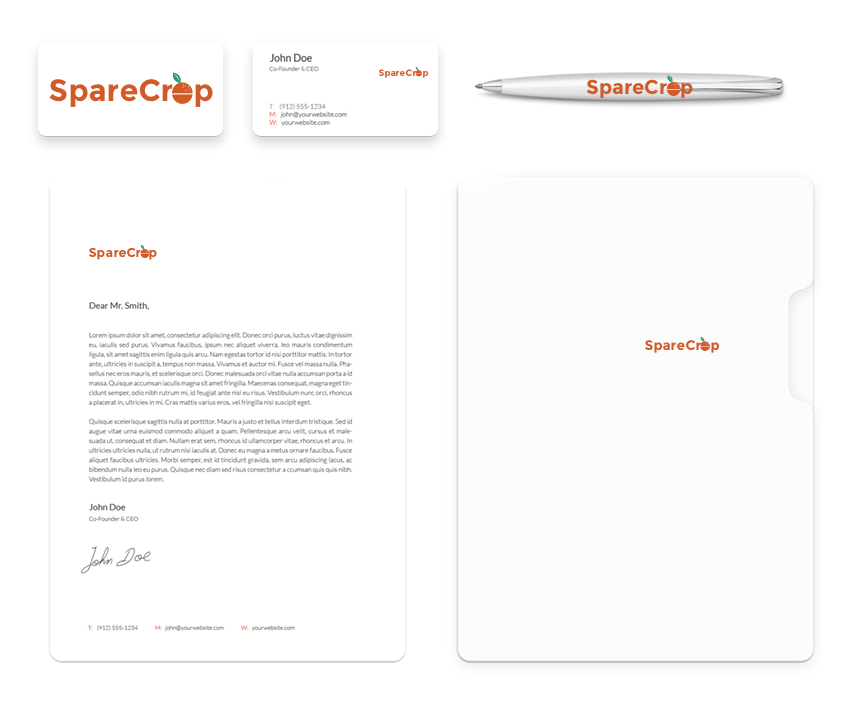 SpareCrop
John Doe
Co-Founder & CEO
SpareCrop
T: (912) 555-1234
M: john@yourwebsite.com
W: yourwebsite.com
SpareCrop
SpareCrop
Dear Mr. Smith,
Lorem ipsum dolor sit amet, consectetur adipiscing elit. Donec orci purus, luctus vitae dignissim
eu, iaculis sed purus. Vivamus faucibus, ipsum nec aliquet viverra, leo mauris condimentum
ligula, sit amet sagittis enim ligula quis arcu. Nam egestas tortor id nisi porttitor mattis. In tortor
ante, ultricies in suscipit a, tempus non massa. Vivamus et auctor mi. Fusce vel massa nulla. Pha-
sellus nec eros mauris, et scelerisque orci. Donec malesuada orci vitae nulla accumsan porta a id
massa. Quisque accumsan iaculis magna sit amet fringilla. Maecenas consequat, magna eget tin-
cidunt semper, odio nibh rutrum mi, id feugiat ante nisi eu risus. Vestibulum nunc orci, rhoncus
a placerat in, ultricies in mi. Cras mattis varius eros, vel fringilla nisi suscipit eget.
Quisque scelerisque sagittis nulla at porttitor. Mauris a justo et tellus interdum tristique. Sed id
augue vitae urna euismod commodo aliquet a quam. Pellentesque arcu velit, cursus et male-
suada ut, consequat et diam. Nullam erat sem, rhoncus id ullamcorper vitae, rhoncus et arcu. In
ultricies ultricies nulla, ut rutrum nisi iaculis at. Donec eu magna a metus ornare faucibus. Fusce
aliquet faucibus ultricies. Morbi semper, est id tincidunt gravida, sem arcu adipiscing lacus, ac
bibendum nulla leo eu purus. Quisque nec diam sed risus consectetur a ccumsan quis quis nibh.
Vestibulum id purus lorem.
John Doe
Co-Founder & CEO
John Doe
T: (912) 555-1234 M: john@yourwebsite.com W: yourwebsite.com
SpareCrop